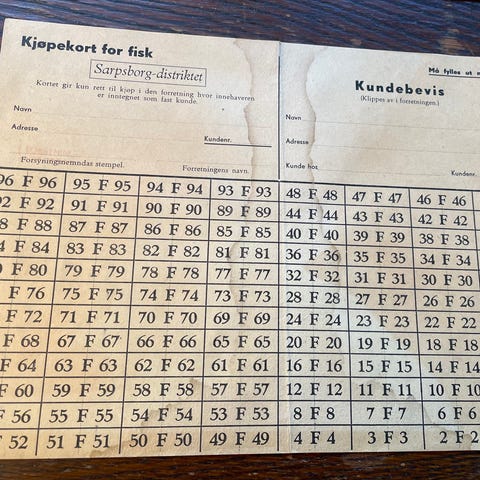 Kjøpekort for fisk
Sarpsborg-distriktet
Kortet gir kun rett til kjøp i den forretning hvor innehaveren
er inntegnet som fast kunde.
Navn
Adresse
Kundenr.
Forsyningsnemndas stempel.
Forretningens navn.
Må fylles ut
Kundebevis
(Klippes av i forretningen.)
Navn
Adresse
Kunde hos
Kundenr.
96 F 96 95 F 95 94 F 94 93 F 93 48 F 48 47 F 47 46 F 46
92 F 92 91 F 91 90 F 90 89 F 89 44 F 44 43 F 43 42 F 42
8 F 88 87 F 87 86 F 86 85 F 85 40 F 40 39 F 39 38 F 38
4 F 84 83 F 83 82 F 82 81 F 81 36 F 36 35 F 35 34 F 34
F 80 79 F 79 78 F 78 77 F 77 32 F 32 31 F 31 30 F 30
F 76 75 F 75 74 F 74 73 F 73 28 F 28 27 F 27 26 F 26
F 72 71 F 71 70 F 70 69 F 69 24 F 24 23 F 23 22 F 22
F 68 67 F 67 66 F 66 65 F 65 20 F 20 19 F 19 18 F 18
F 64 63 F 63 62 F 62 61 F 61 16 F 16 15 F 15 14 F 14
F 60 59 F 59 58 F 58 57 F 57 12 F 12 11 F 11 10 F 10
F 56 55 F 55 54 F 54 53 F 53 8 F 8 7 F 7 6 F 6
F 52 51 F 51 50 F 50 49 F 49 4 F 4 3 F 3 2 F 2